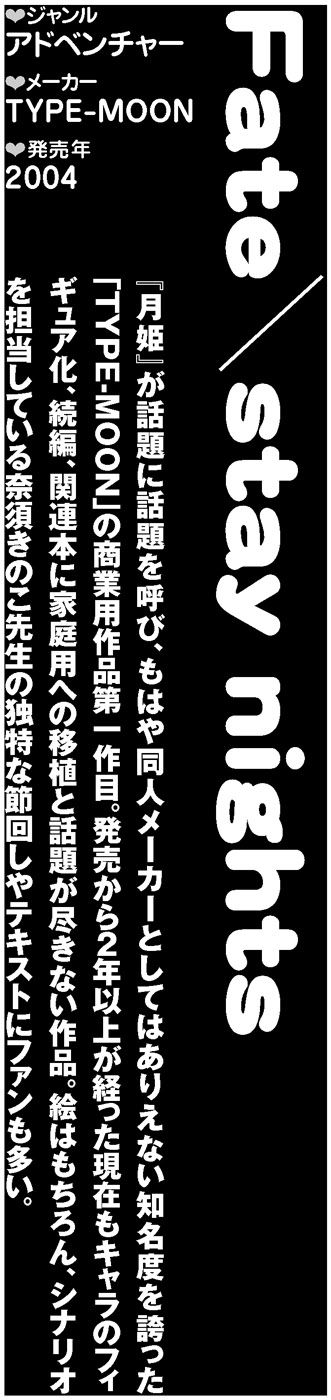 Fate／stay nights
❤ジャンル
アドベンチャー
❤メーカー
TYPE-MOON
❤発売年
2004
『月姫』が話題に話題を呼び、もはや同人メーカーとしてはありえない知名度を誇った
「TYPE-MOON」の商業用作品第一作目。発売から2年以上が経った現在もキャラのフィ
ギュア化、続編、関連本に家庭用への移植と話題が尽きない作品。絵はもちろん、シナリオ
を担当している奈須きのこ先生の独特な節回しやテキストにファンも多い。